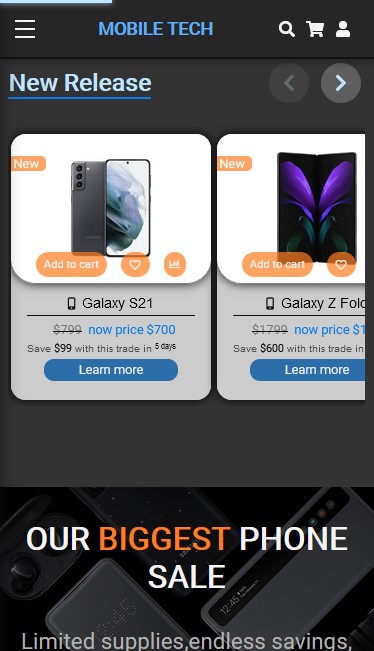 MOBILE TECH
New Release
New
New
Add to cart
Add to cart
Galaxy S21
Galaxy Z Fold
$799 now price $700
$1799 now price $1
Save $99 with this trade in 5 days
Save $600 with this trade in
Learn more
Learn more
OUR BIGGEST PHONE
SALE
12:45
Limited supplies,endless savings,